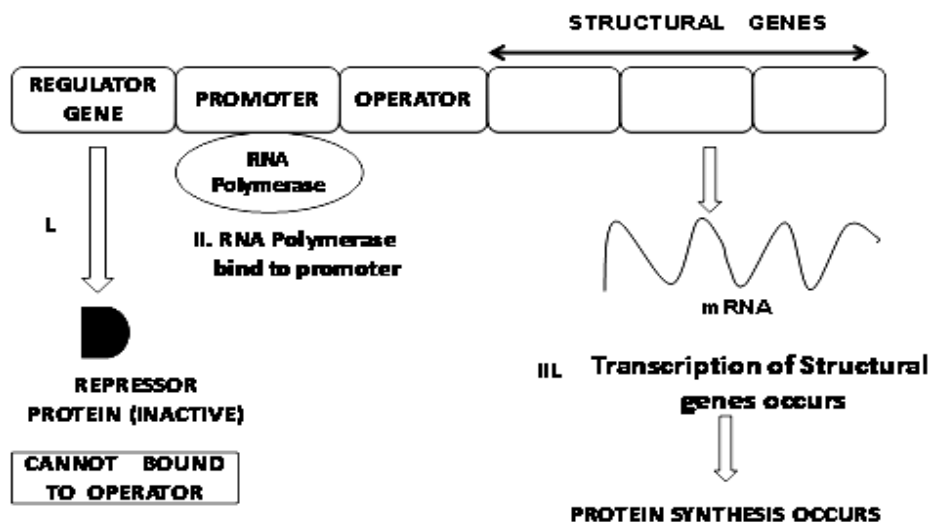 STRUCTURAL GENES
REGULATOR
GENE
PROMOTER
OPERATOR
RNA
Polymerase
I.
II. RNA Polymerase
bind to promoter
mRNA
REPRESSOR
PROTEIN (INACTIVE)
III. Transcription of Structural
genes occurs
CANNOT BOUND
TO OPERATOR
PROTEIN SYNTHESIS OCCURS